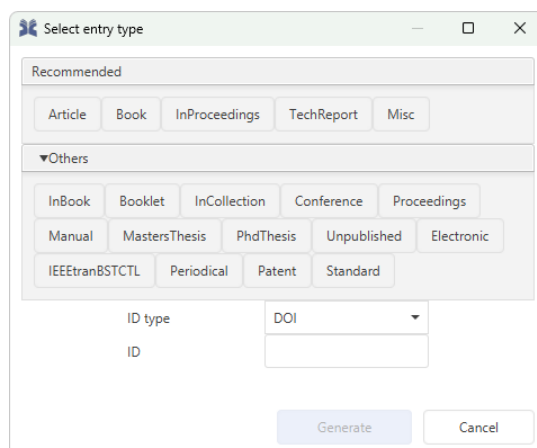 Select entry type
Recommended
Article Book InProceedings TechReport Misc
▼Others
InBook Booklet InCollection Conference Proceedings
Manual MastersThesis PhdThesis Unpublished Electronic
IEEEtranBSTCTL Periodical Patent Standard
ID type DOI
ID
Generate Cancel